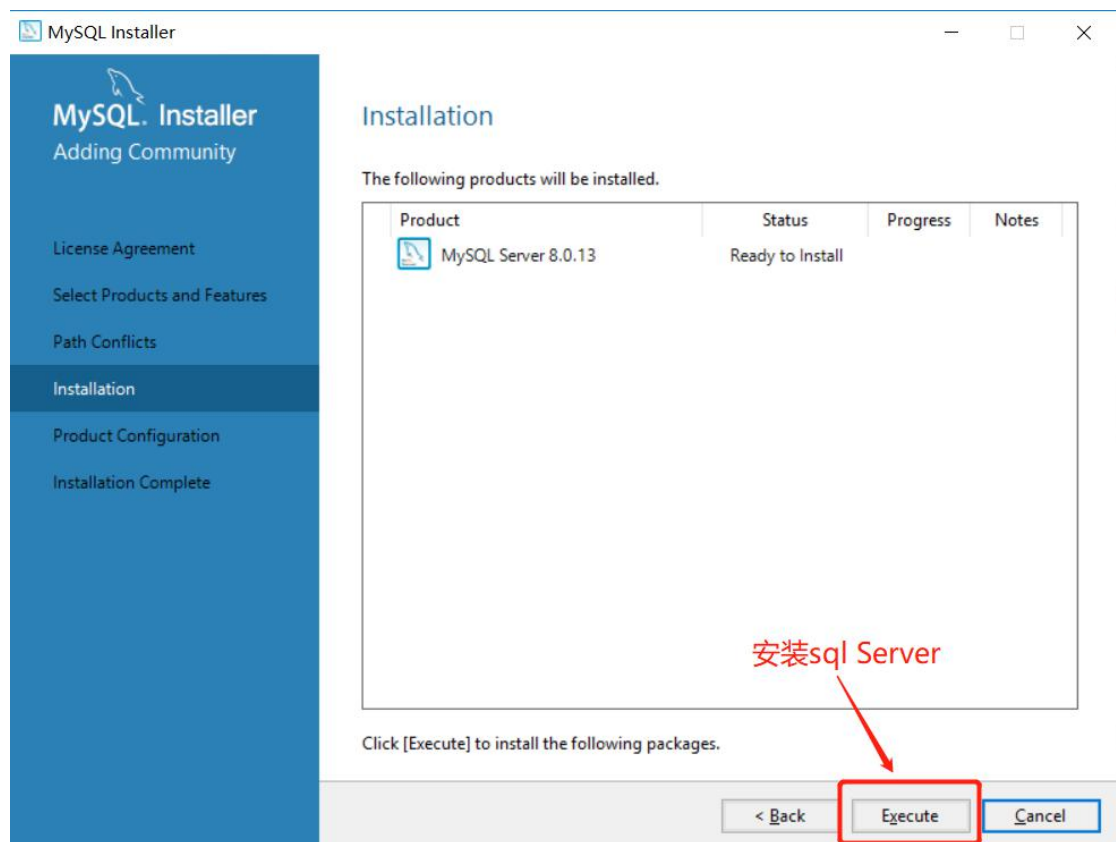 MySQL Installer
MySQL. Installer
Adding Community
License Agreement
Select Products and Features
Path Conflicts
Installation
Product Configuration
Installation Complete
Installation
The following products will be installed.
Product Status Progress Notes
MySQL Server 8.0.13 Ready to Install
安装sql Server
Click [Execute] to install the following packages.
< Back Execute Cancel